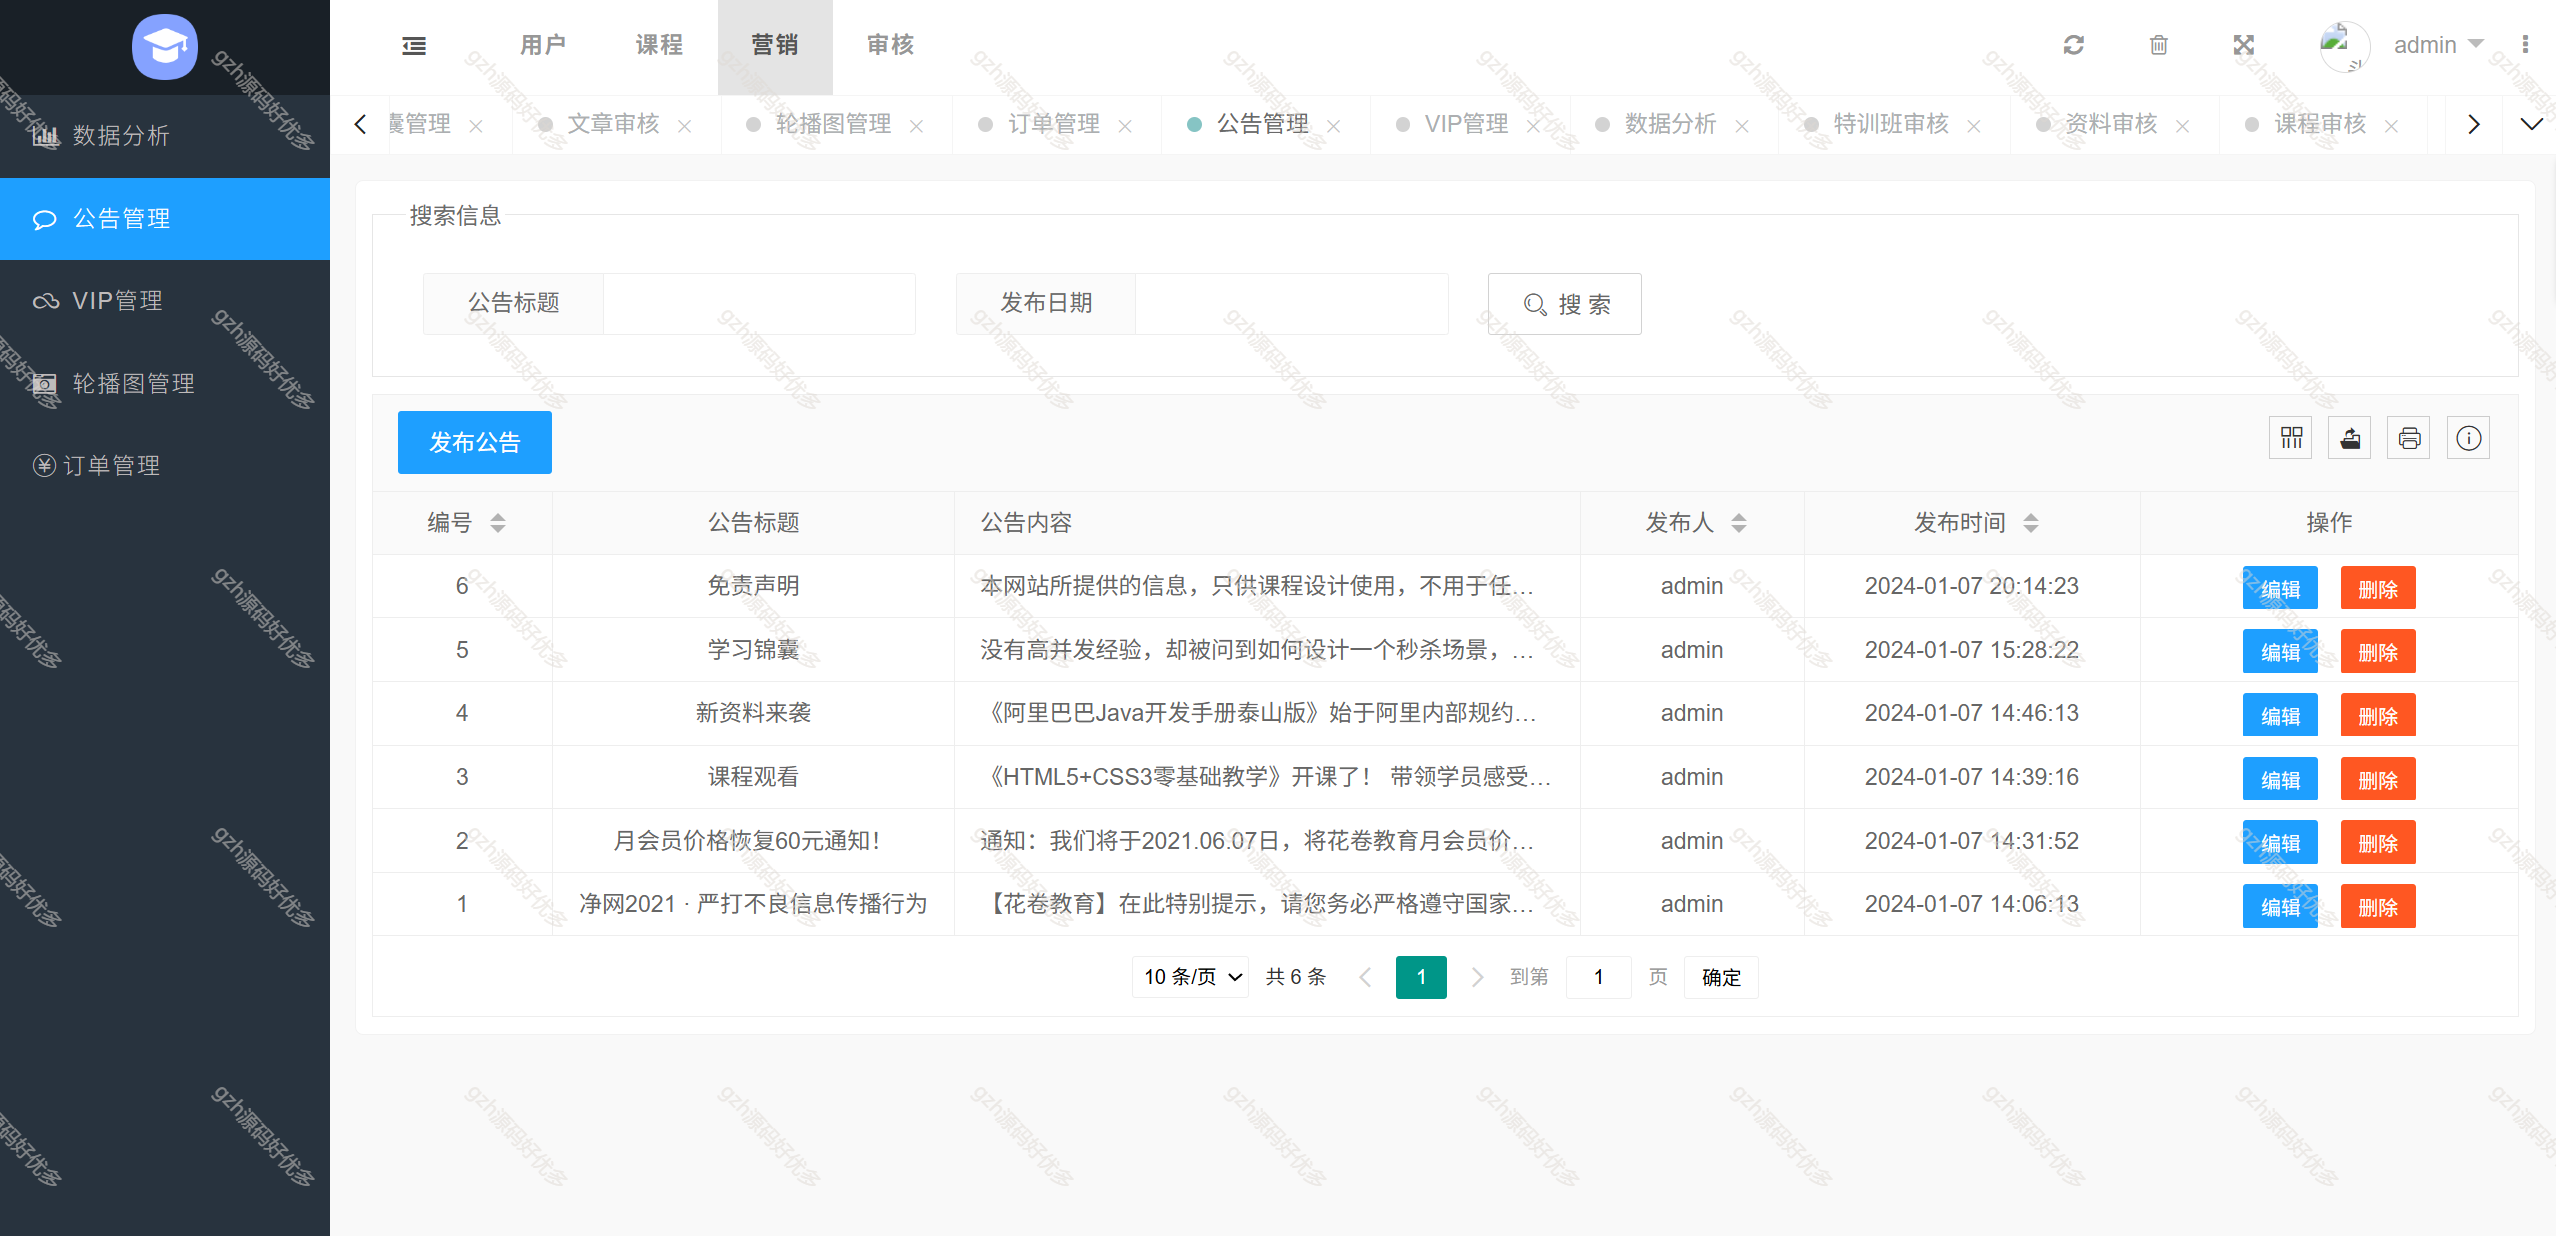 用户 课程 营销 审核 admin
囊管理 文章审核 轮播图管理 订单管理 公告管理 VIP管理 数据分析 特训班审核 资料审核 课程审核
数据分析
公告管理
VIP管理
轮播图管理
订单管理
搜索信息
公告标题 发布日期 搜 索
发布公告
编号 公告标题 公告内容 发布人 发布时间 操作
6 免责声明 本网站所提供的信息，只供课程设计使用，不用于任… admin 2024-01-07 20:14:23 编辑 删除
5 学习锦囊 没有高并发经验，却被问到如何设计一个秒杀场景，… admin 2024-01-07 15:28:22 编辑 删除
4 新资料来袭 《阿里巴巴Java开发手册泰山版》始于阿里内部规约… admin 2024-01-07 14:46:13 编辑 删除
3 课程观看 《HTML5+CSS3零基础教学》开课了！ 带领学员感受… admin 2024-01-07 14:39:16 编辑 删除
2 月会员价格恢复60元通知！ 通知：我们将于2021.06.07日，将花卷教育月会员价… admin 2024-01-07 14:31:52 编辑 删除
1 净网2021 · 严打不良信息传播行为 【花卷教育】在此特别提示，请您务必严格遵守国家… admin 2024-01-07 14:06:13 编辑 删除
10 条/页 共 6 条 1 到第 1 页 确定
gzh源码好优多